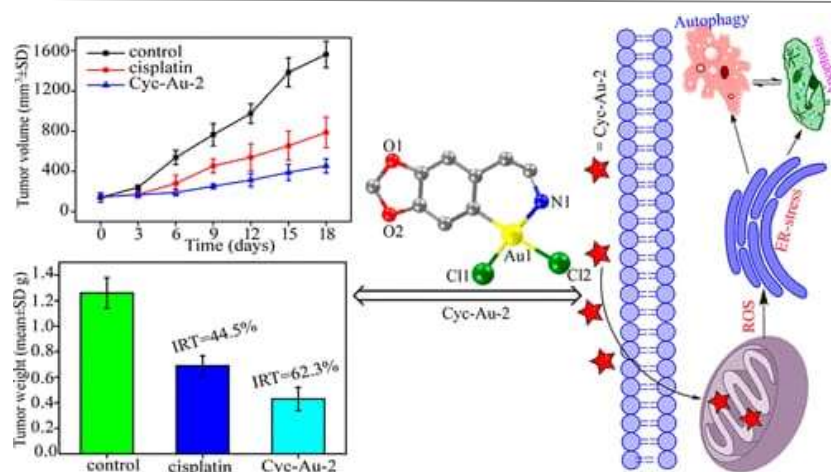 Tumor volume (mm³±SD)
1600
1200
800
400
0
control
cisplatin
Cyc-Au-2
0 3 6 9 12 15 18
Time (days)
Tumor weight (mean±SD g)
1.4
1.2
1.0
0.8
0.6
0.4
0.2
0.0
IRT=44.5%
IRT=62.3%
control cisplatin Cyc-Au-2
O1
O2
N1
Au1
Cl1
Cl2
Cyc-Au-2
= Cyc-Au-2
Autophagy
ER-stress
ROS